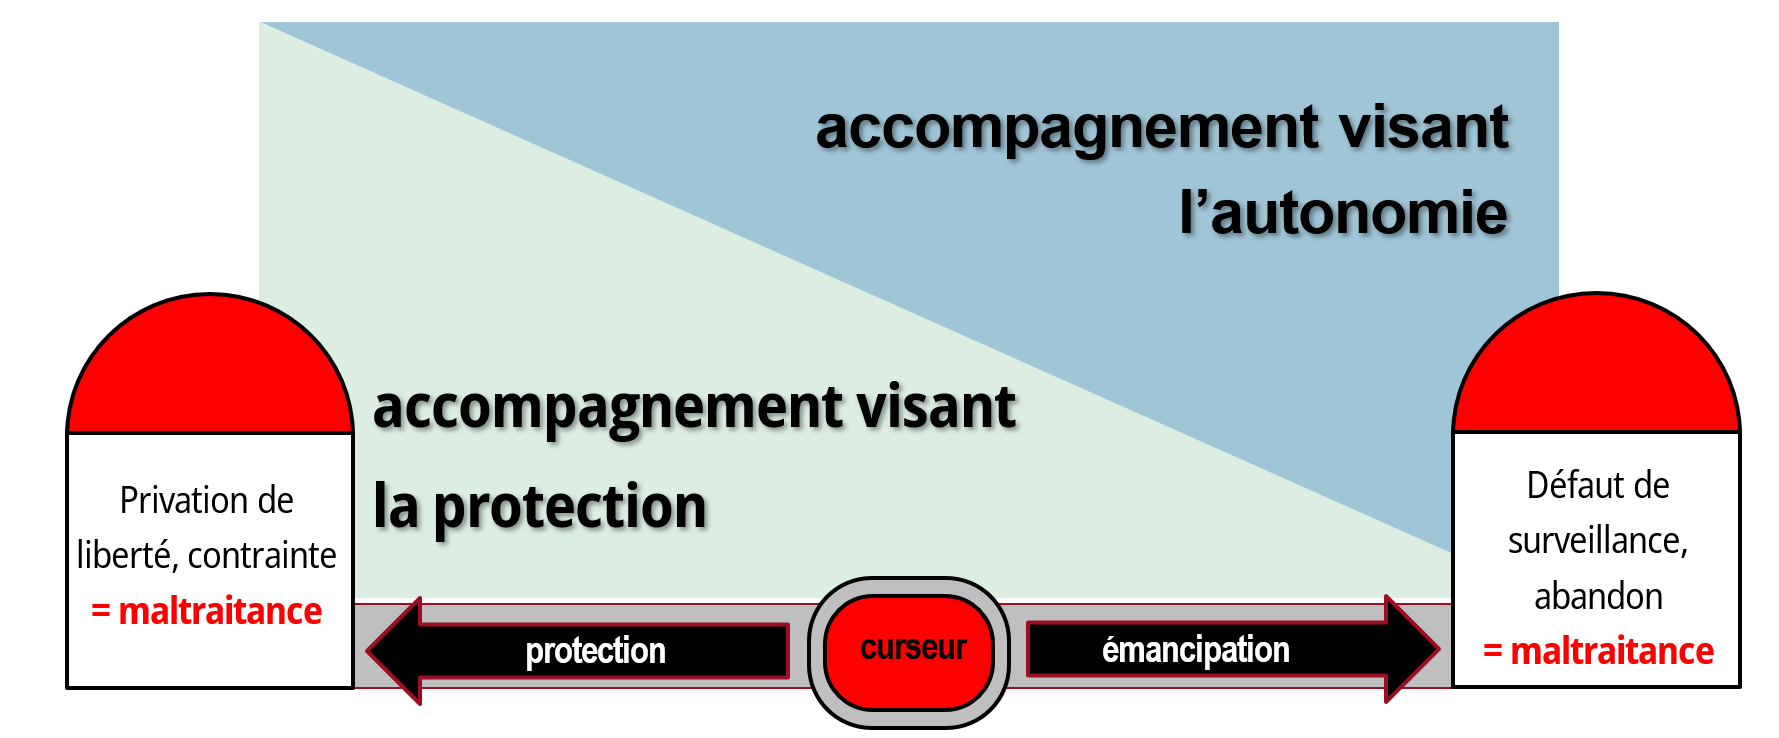 accompagnement visant
l’autonomie
accompagnement visant
la protection
Privation de
liberté, contrainte
= maltraitance
Défaut de
surveillance,
abandon
= maltraitance
protection
curseur
émancipation